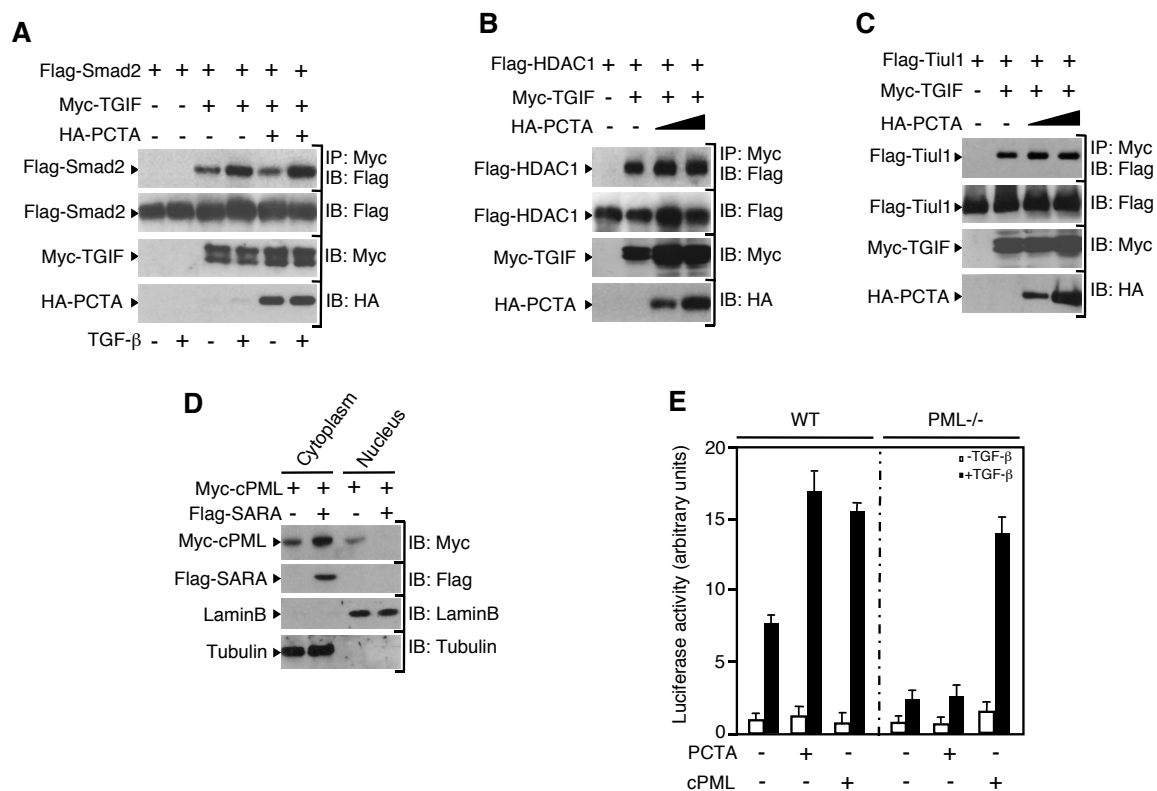 A
Flag-Smad2 + + + + + +
Myc-TGIF - - + + + +
HA-PCTA - - - - + +
Flag-Smad2
IP: Myc
IB: Flag
Flag-Smad2
IB: Flag
Myc-TGIF
IB: Myc
HA-PCTA
IB: HA
TGF-β - + - + - +
B
Flag-HDAC1 + + + +
Myc-TGIF - + + +
HA-PCTA - -
Flag-HDAC1
IP: Myc
IB: Flag
Flag-HDAC1
IB: Flag
Myc-TGIF
IB: Myc
HA-PCTA
IB: HA
C
Flag-Tiul1 + + + +
Myc-TGIF - + + +
HA-PCTA - -
Flag-Tiul1
IP: Myc
IB: Flag
Flag-Tiul1
IB: Flag
Myc-TGIF
IB: Myc
HA-PCTA
IB: HA
D
Cytoplasm
Nucleus
Myc-cPML + + + +
Flag-SARA - + - +
Myc-cPML
IB: Myc
Flag-SARA
IB: Flag
LaminB
IB: LaminB
Tubulin
IB: Tubulin
E
WT
PML-/-
Luciferase activity (arbitrary units)
20
15
10
5
0
-TGF-β
+TGF-β
PCTA - + - - + -
cPML - - + - - +